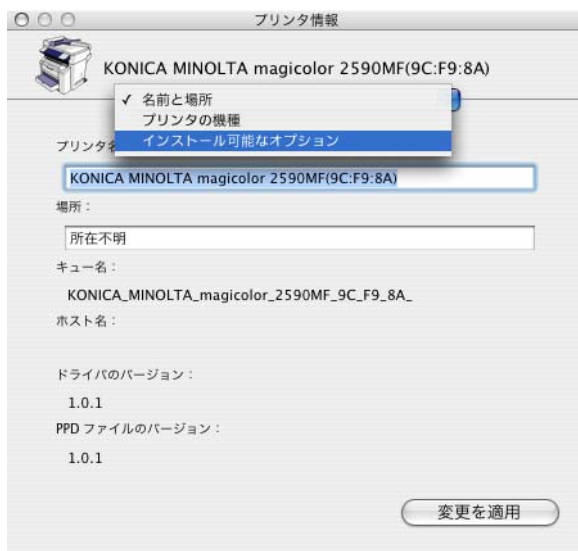 プリンタ情報
KONICA MINOLTA magicolor 2590MF(9C:F9:8A)
✓ 名前と場所
プリンタの機種
インストール可能なオプション
プリンタ
KONICA MINOLTA magicolor 2590MF(9C:F9:8A)
場所：
所在不明
キュー名：
KONICA_MINOLTA_magicolor_2590MF_9C_F9_8A_
ホスト名：
ドライバのバージョン：
1.0.1
PPD ファイルのバージョン：
1.0.1
変更を適用